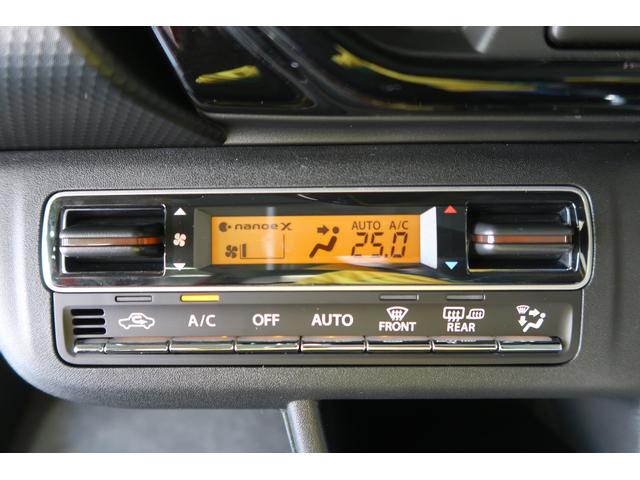 nanoe X
AUTO A/C
25.0
A/C
OFF
AUTO
FRONT
REAR